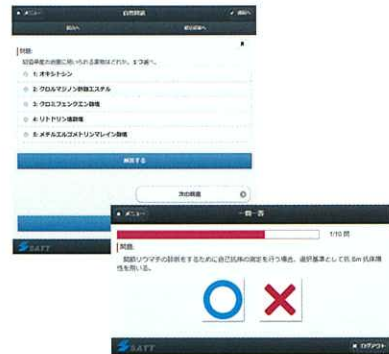 メニュー
問題:
切迫早産の治療に用いられる薬物はどれか。1つ選べ。
1: オキシトシン
2: クロルマジノン酢酸エステル
3: クロミフェンクエン酸塩
4: リトドリン塩酸塩
5: メチルエルゴメトリンマレイン酸塩
解答する
次の問題
SATT
メニュー
一問一答
1/10 問
問題:
関節リウマチの診断をするために自己抗体の測定を行う場合、選択基準として抗 Sm 抗体陽
性を用いる。
SATT
ログアウト